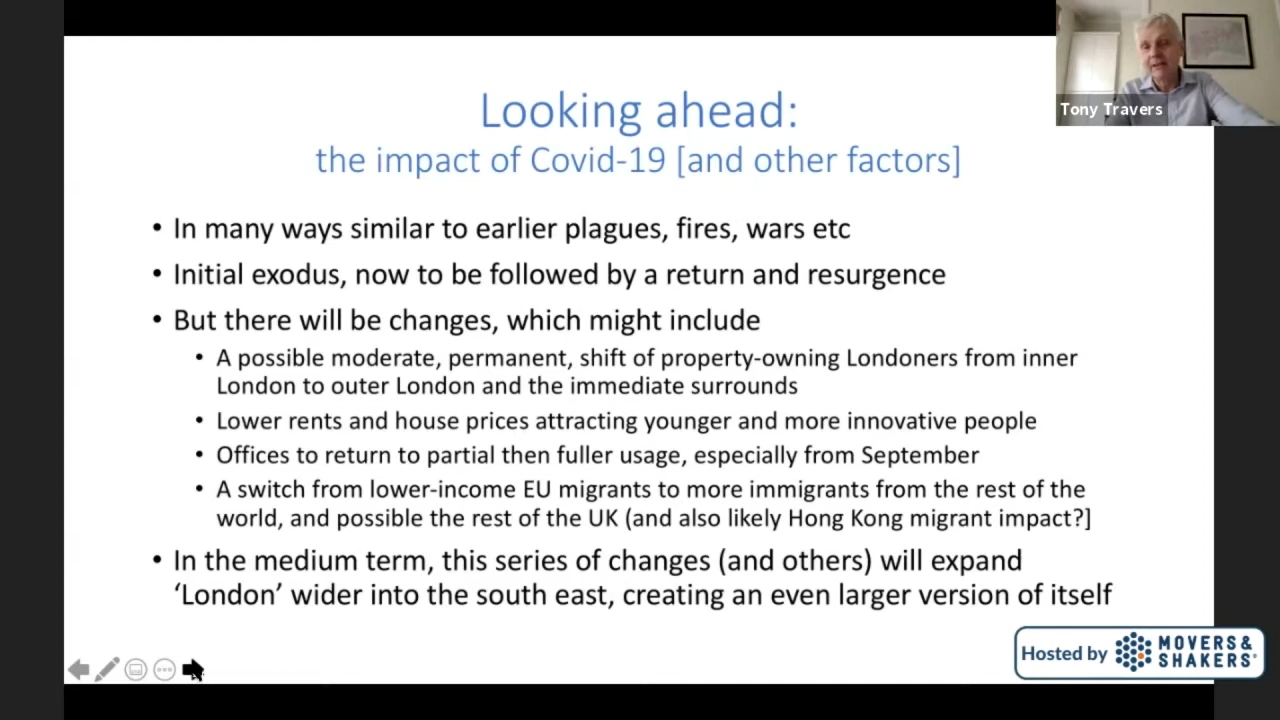 Tony Travers
Looking ahead:
the impact of Covid-19 [and other factors]
• In many ways similar to earlier plagues, fires, wars etc
• Initial exodus, now to be followed by a return and resurgence
• But there will be changes, which might include
• A possible moderate, permanent, shift of property-owning Londoners from inner
London to outer London and the immediate surrounds
• Lower rents and house prices attracting younger and more innovative people
• Offices to return to partial then fuller usage, especially from September
• A switch from lower-income EU migrants to more immigrants from the rest of the
world, and possible the rest of the UK (and also likely Hong Kong migrant impact?]
• In the medium term, this series of changes (and others) will expand
‘London’ wider into the south east, creating an even larger version of itself
Hosted by MOVERS&
SHAKERS